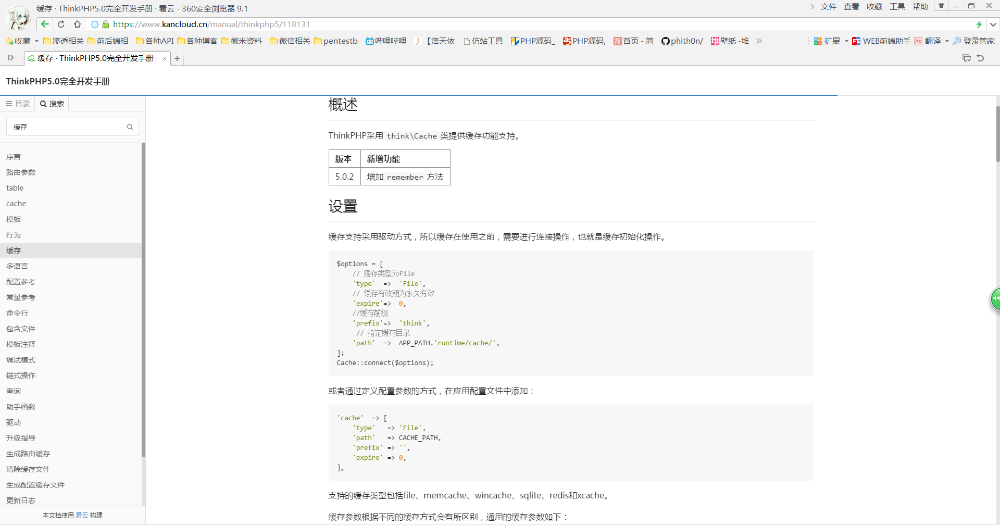 缓存 · ThinkPHP5.0完全开发手册 · 看云 - 360安全浏览器 9.1
文件 查看 收藏 工具 帮助
https://www.kancloud.cn/manual/thinkphp5/118131
收藏 渗透相关 前后端相 各种API 各种博客 微米资料 微信相关 pentestb 哔哩哔哩 【洛天依 仿站工具 PHP源码_ PHP源码, 首页 - 简 phith0n/ 壁纸 -堆 扩展 WEB前端助手 翻译 登录管家
缓存 · ThinkPHP5.0完全开发手册 ·
ThinkPHP5.0完全开发手册
目录 搜索
缓存
序言
路由参数
table
cache
模板
行为
缓存
多语言
配置参考
常量参考
命令行
包含文件
模板注释
调试模式
链式操作
查询
助手函数
驱动
升级指导
生成路由缓存
清除缓存文件
生成配置缓存文件
更新日志
本文档使用 看云 构建
概述
ThinkPHP采用 think\Cache 类提供缓存功能支持。
版本 新增功能
5.0.2 增加 remember 方法
设置
缓存支持采用驱动方式，所以缓存在使用之前，需要进行连接操作，也就是缓存初始化操作。
$options = [
// 缓存类型为File
'type' => 'File',
// 缓存有效期为永久有效
'expire'=> 0,
//缓存前缀
'prefix'=> 'think',
// 指定缓存目录
'path' => APP_PATH.'runtime/cache/',
];
Cache::connect($options);
或者通过定义配置参数的方式，在应用配置文件中添加：
'cache' => [
'type' => 'File',
'path' => CACHE_PATH,
'prefix' => '',
'expire' => 0,
],
支持的缓存类型包括file、memcache、wincache、sqlite、redis和xcache。
缓存参数根据不同的缓存方式会有所区别，通用的缓存参数如下：
44